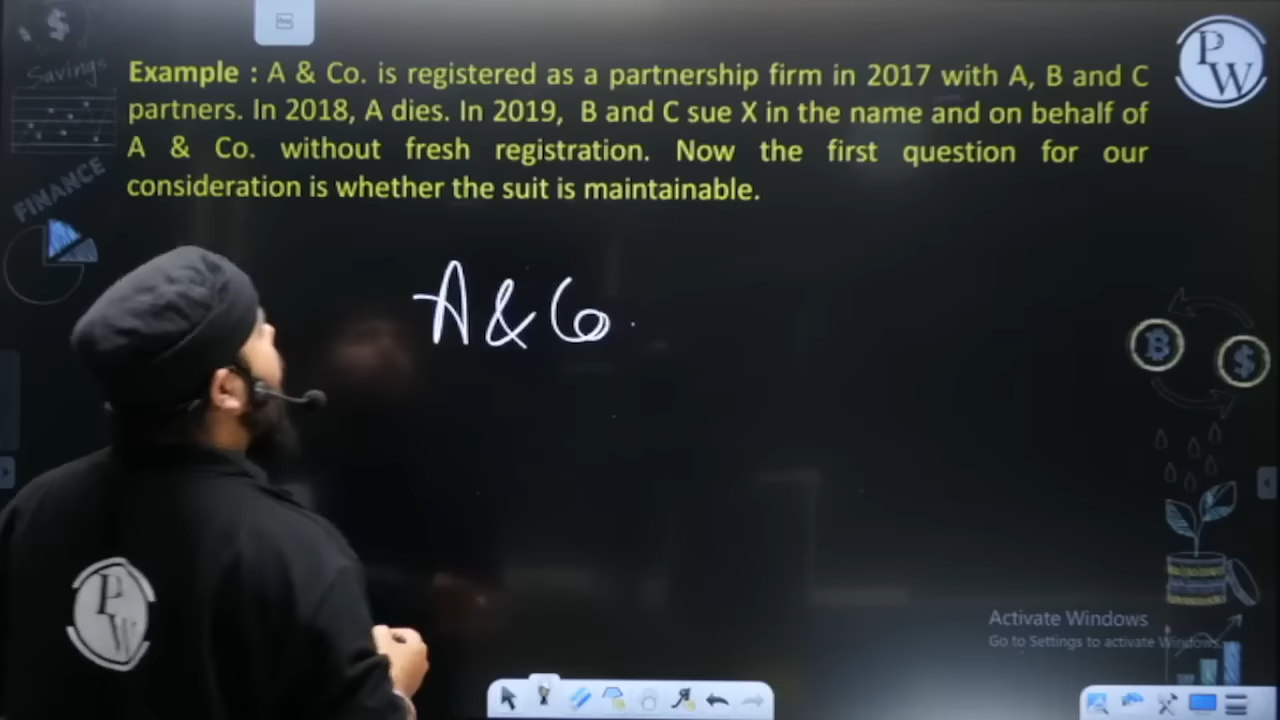 Savings
FINANCE
Example : A & Co. is registered as a partnership firm in 2017 with A, B and C
partners. In 2018, A dies. In 2019, B and C sue X in the name and on behalf of
A & Co. without fresh registration. Now the first question for our
consideration is whether the suit is maintainable.
PW
A & Co.
PW
Activate Windows
Go to Settings to activate Windows.